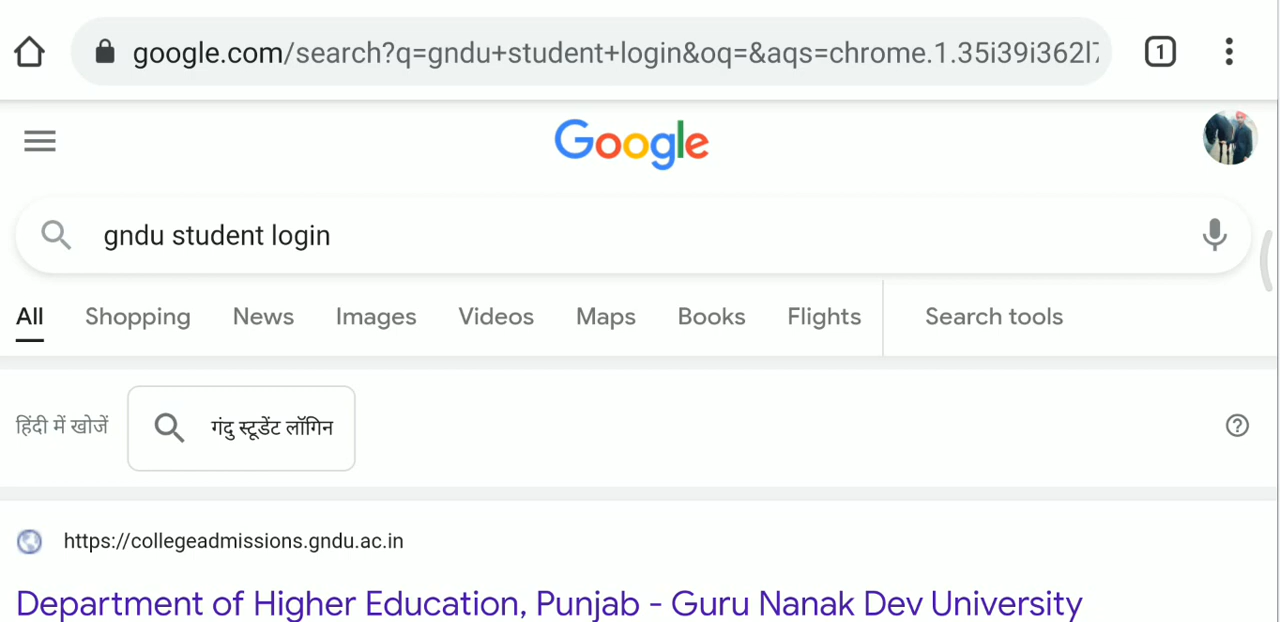 google.com/search?q=gndu+student+login&oq=&aqs=chrome.1.35i39i362l7
1
Google
gndu student login
All Shopping News Images Videos Maps Books Flights Search tools
हिंदी में खोजें गंदु स्टूडेंट लॉगिन
https://collegeadmissions.gndu.ac.in
Department of Higher Education, Punjab - Guru Nanak Dev University